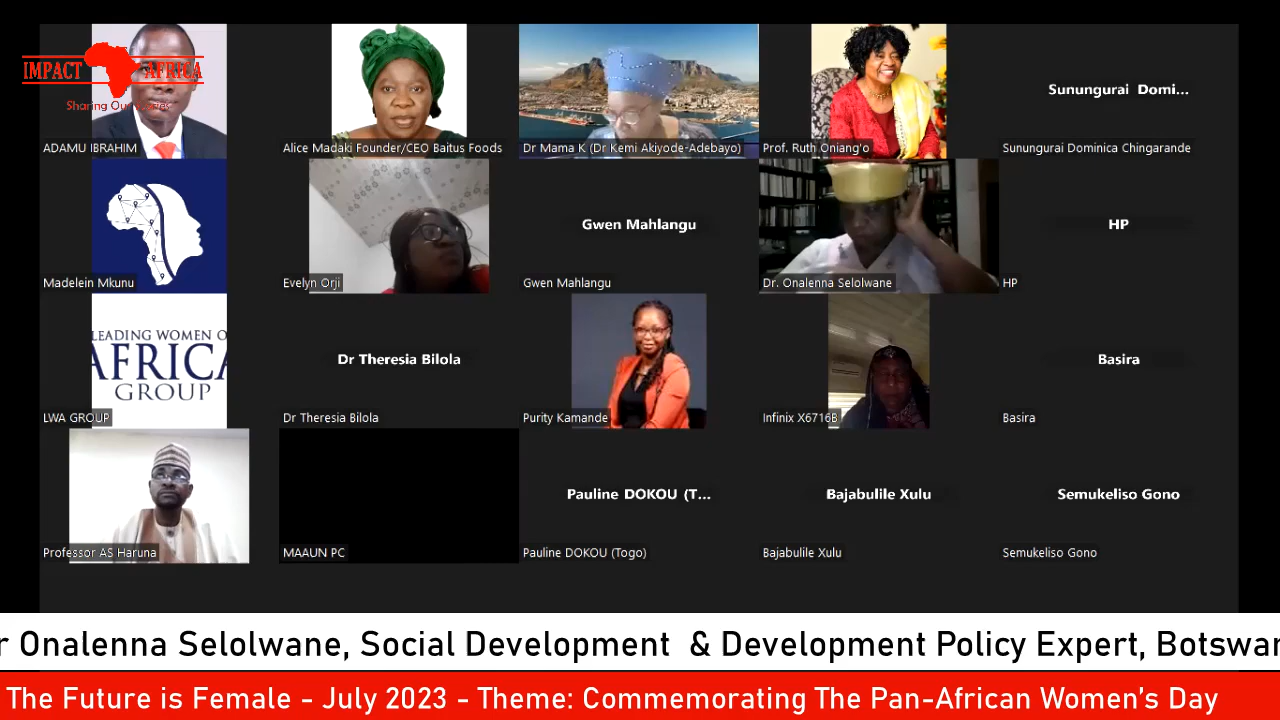 IMPACT AFRICA
ADAMU IBRAHIM
Alice Madaki Founder/CEO Baitus Foods
Dr Mama K (Dr Kemi Akiyode-Adebayo)
Prof. Ruth Oniang'o
Sunungurai Domi...
Sunungurai Dominica Chingarande
Madelein Mkunu
Evelyn Orji
Gwen Mahlangu
Gwen Mahlangu
Dr. Onalenna Selolwane
HP
HP
LEADING WOMEN O
AFRICA
GROUP
LWA GROUP
Dr Theresia Bilola
Dr Theresia Bilola
Purity Kamande
Infinix X6716B
Basira
Basira
Professor AS Haruna
MAAUN PC
Pauline DOKOU (T...
Pauline DOKOU (Togo)
Bajabulile Xulu
Bajabulile Xulu
Semukeliso Gono
Semukeliso Gono
r Onalenna Selolwane, Social Development & Development Policy Expert, Botswan
The Future is Female - July 2023 - Theme: Commemorating The Pan-African Women's Day